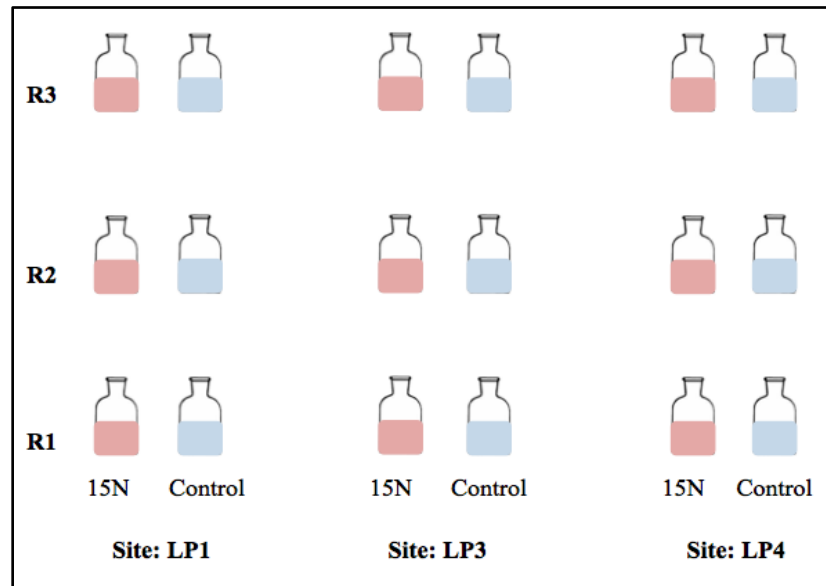 R3
R2
R1
15N Control 15N Control 15N Control
Site: LP1 Site: LP3 Site: LP4